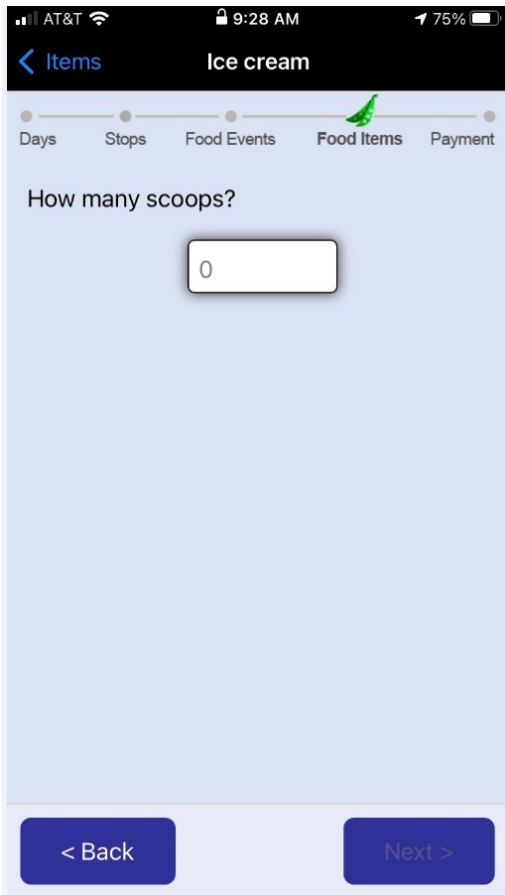 AT&T 9:28 AM 75%
Items Ice cream
Days Stops Food Events Food Items Payment
How many scoops?
0
< Back Next >